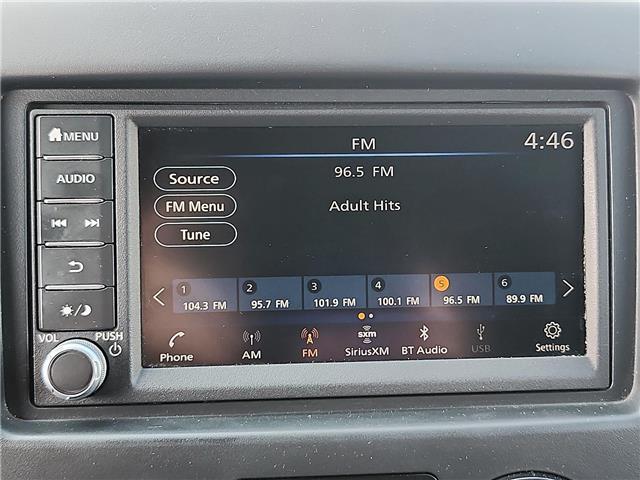 MENU
AUDIO
VOL PUSH
FM 4:46
96.5 FM
Adult Hits
Source
FM Menu
Tune
1 2 3 4 5 6
104.3 FM 95.7 FM 101.9 FM 100.1 FM 96.5 FM 89.9 FM
Phone AM FM sxm SiriusXM BT Audio USB Settings